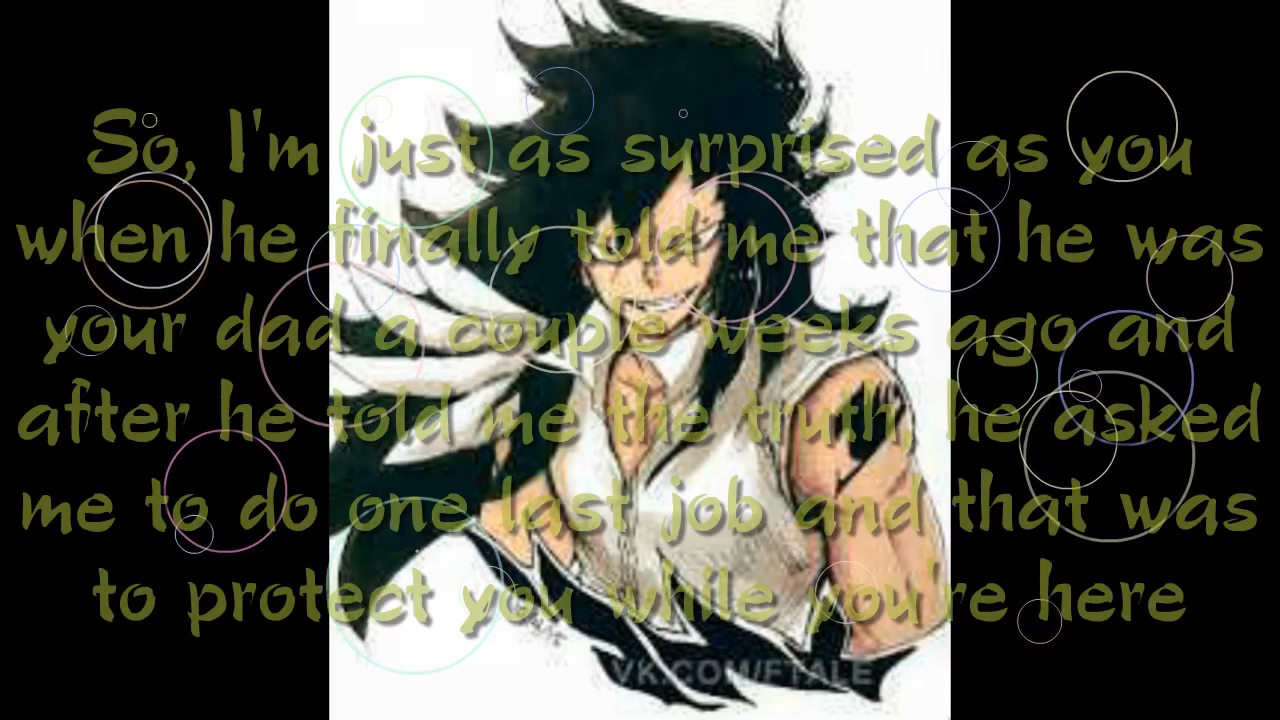 So, I'm just as surprised as you
when he finally told me that he was
your dad a couple weeks ago and
after he told me the truth, he asked
me to do one last job and that was
to protect you while you're here
VK.COM/FTALE